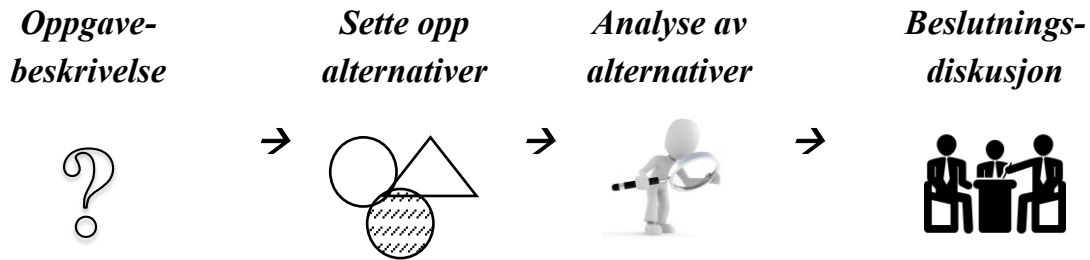 Oppgave-
beskrivelse
Sette opp
alternativer
Analyse av
alternativer
Beslutnings-
diskusjon
→ → →
?